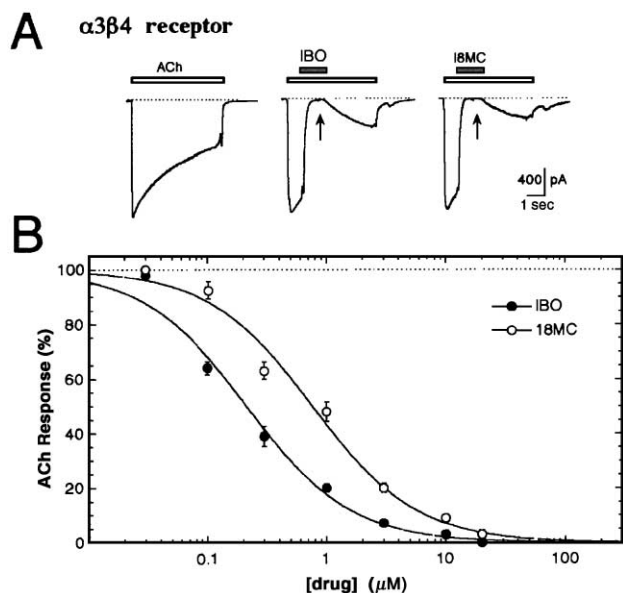 A
α3β4 receptor
ACh
IBO
I8MC
400 pA
1 sec
B
100
80
60
40
20
0
ACh Response (%)
IBO
18MC
0.1 1 10 100
[drug] (μM)